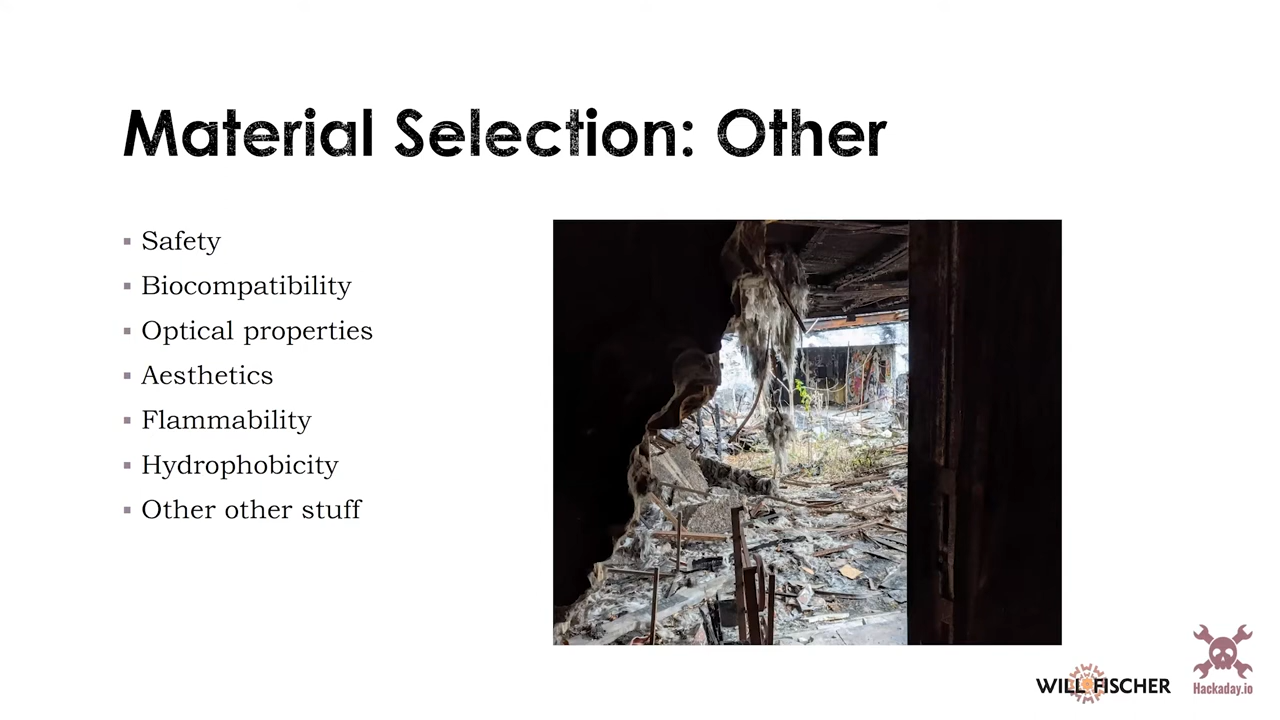 Material Selection: Other
Safety
Biocompatibility
Optical properties
Aesthetics
Flammability
Hydrophobicity
Other other stuff
WILL FISCHER
Hackaday.io